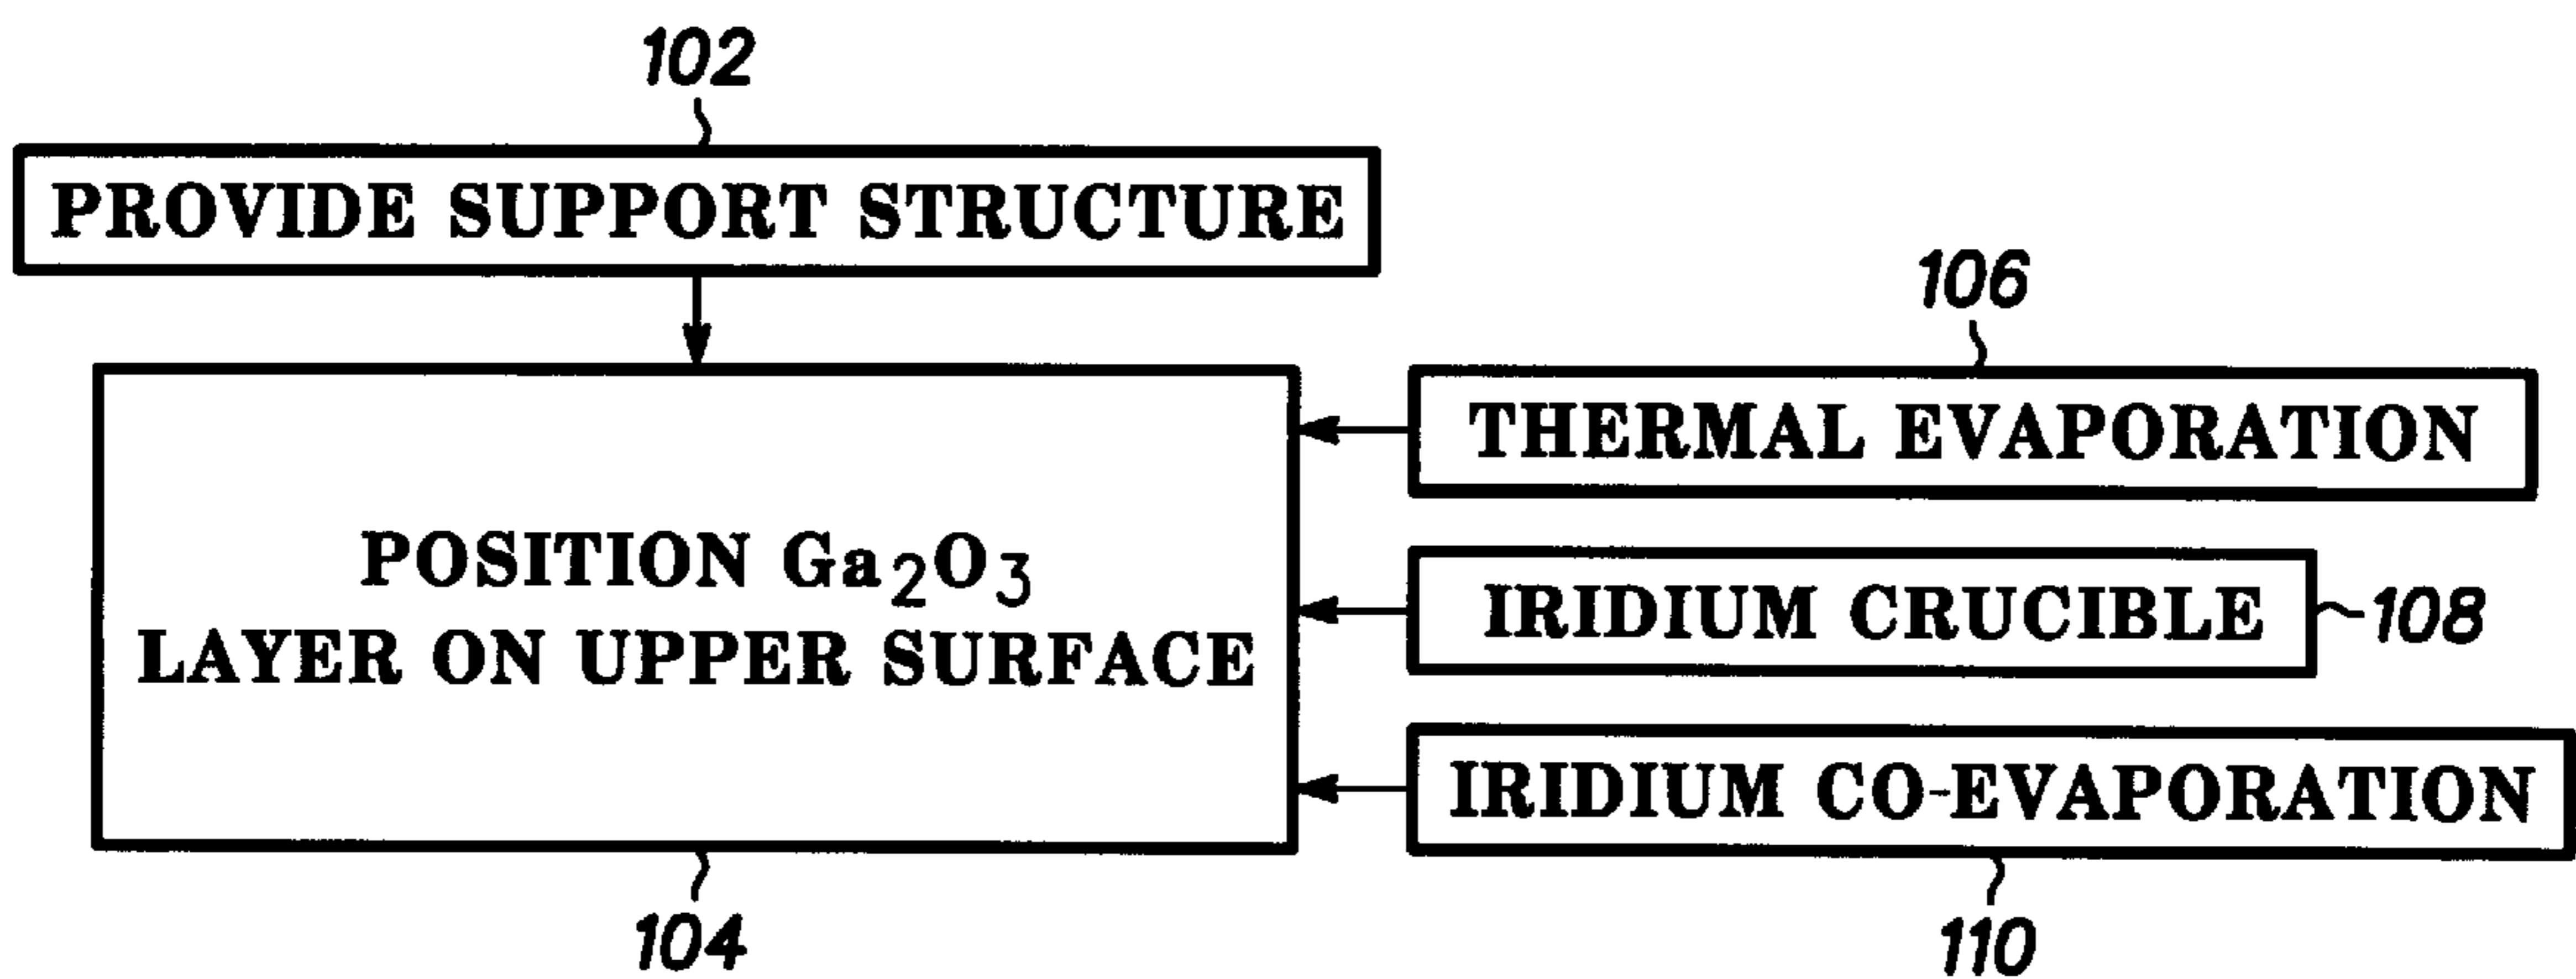 102
PROVIDE SUPPORT STRUCTURE
106
THERMAL EVAPORATION
POSITION Ga₂O₃
LAYER ON UPPER SURFACE
IRIDIUM CRUCIBLE
108
IRIDIUM CO-EVAPORATION
104
110